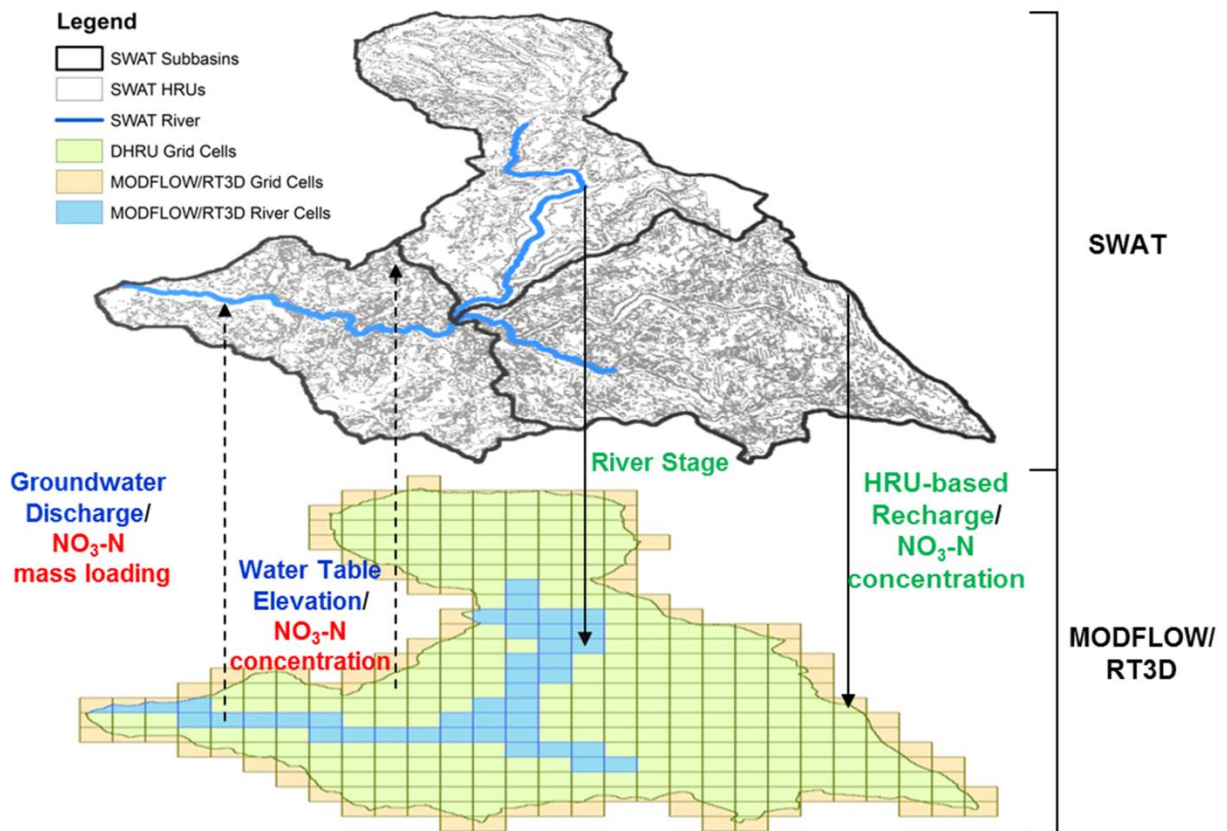 Legend
SWAT Subbasins
SWAT HRUs
SWAT River
DHRU Grid Cells
MODFLOW/RT3D Grid Cells
MODFLOW/RT3D River Cells
SWAT
River Stage
Groundwater
Discharge/
NO₃-N
mass loading
Water Table
Elevation/
NO₃-N
concentration
HRU-based
Recharge/
NO₃-N
concentration
MODFLOW/
RT3D